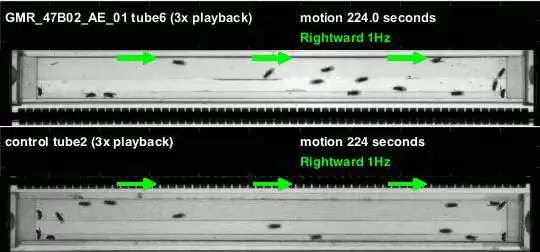 GMR_47B02_AE_01 tube6 (3x playback)
motion 224.0 seconds
Rightward 1Hz
control tube2 (3x playback)
motion 224 seconds
Rightward 1Hz